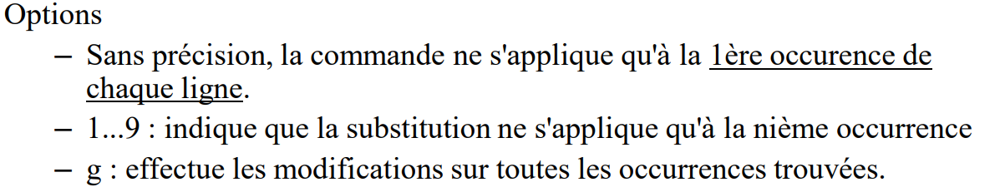 Options
– Sans précision, la commande ne s'applique qu'à la 1ère occurence de
chaque ligne.
– 1...9 : indique que la substitution ne s'applique qu'à la nième occurrence
– g : effectue les modifications sur toutes les occurrences trouvées.